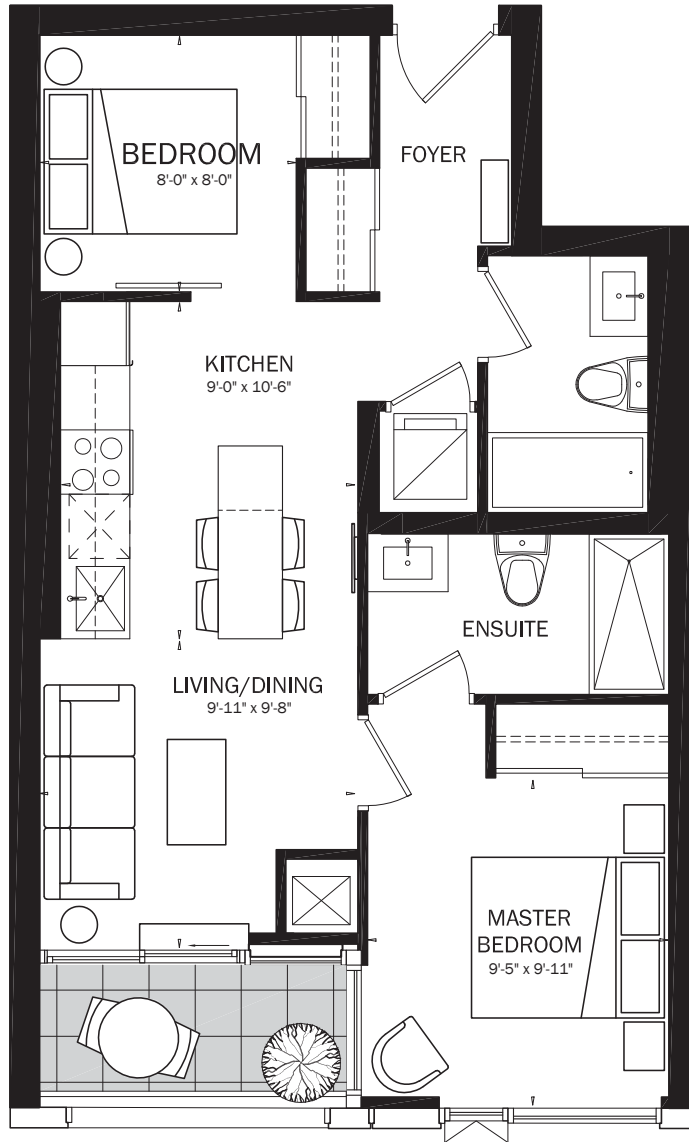 BEDROOM
8'-0" x 8'-0"
FOYER
KITCHEN
9'-0" x 10'-6"
ENSUITE
LIVING/DINING
9'-11" x 9'-8"
MASTER
BEDROOM
9'-5" x 9'-11"